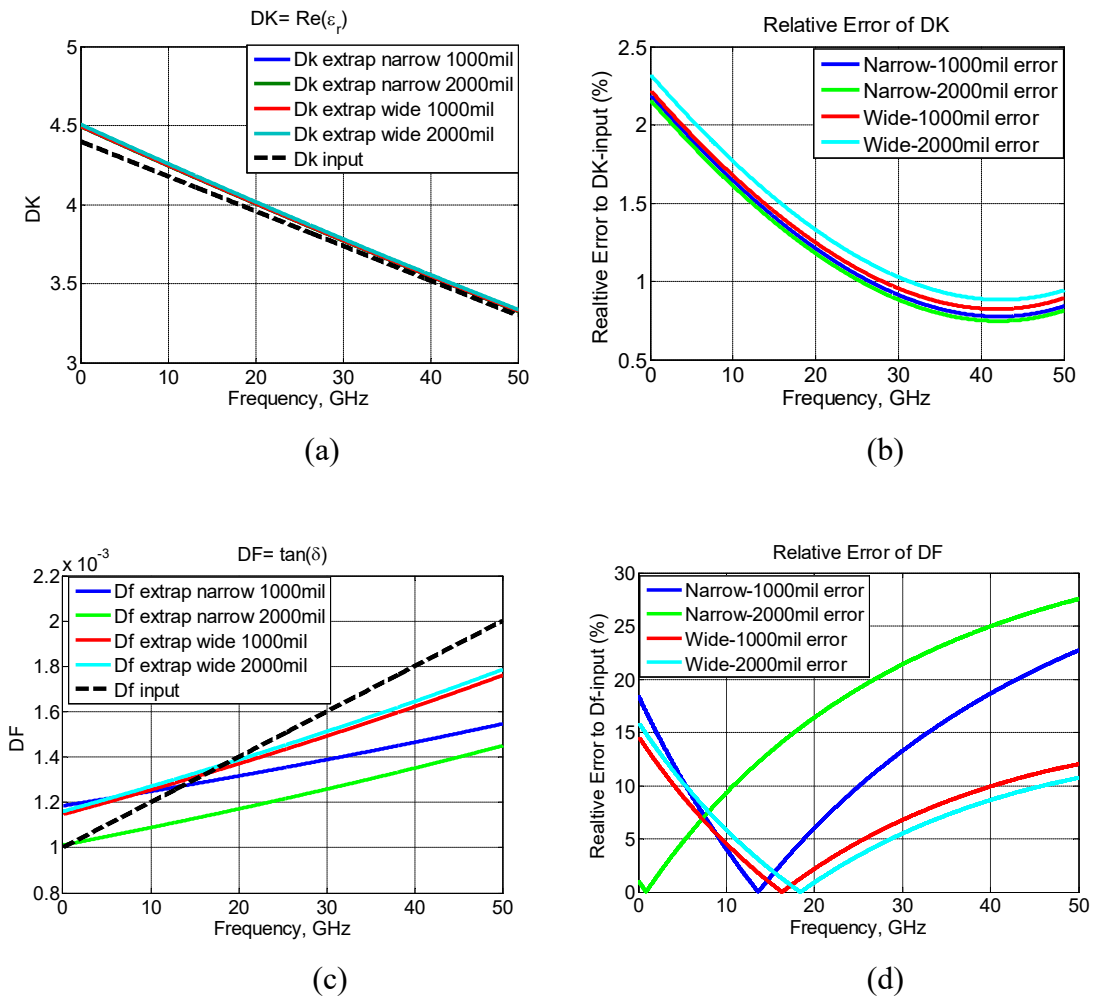 DK= Re(εr)
5
4.5
4
3.5
3
DK
0 10 20 30 40 50
Frequency, GHz
Dk extrap narrow 1000mil
Dk extrap narrow 2000mil
Dk extrap wide 1000mil
Dk extrap wide 2000mil
Dk input
(a)
Relative Error of DK
2.5
2
1.5
1
0.5
Realtive Error to DK-input (%)
0 10 20 30 40 50
Frequency, GHz
Narrow-1000mil error
Narrow-2000mil error
Wide-1000mil error
Wide-2000mil error
(b)
DF= tan(δ)
x 10-3
2.2
2
1.8
1.6
1.4
1.2
1
0.8
DF
0 10 20 30 40 50
Frequency, GHz
Df extrap narrow 1000mil
Df extrap narrow 2000mil
Df extrap wide 1000mil
Df extrap wide 2000mil
Df input
(c)
Relative Error of DF
30
25
20
15
10
5
0
Realtive Error to Df-input (%)
0 10 20 30 40 50
Frequency, GHz
Narrow-1000mil error
Narrow-2000mil error
Wide-1000mil error
Wide-2000mil error
(d)